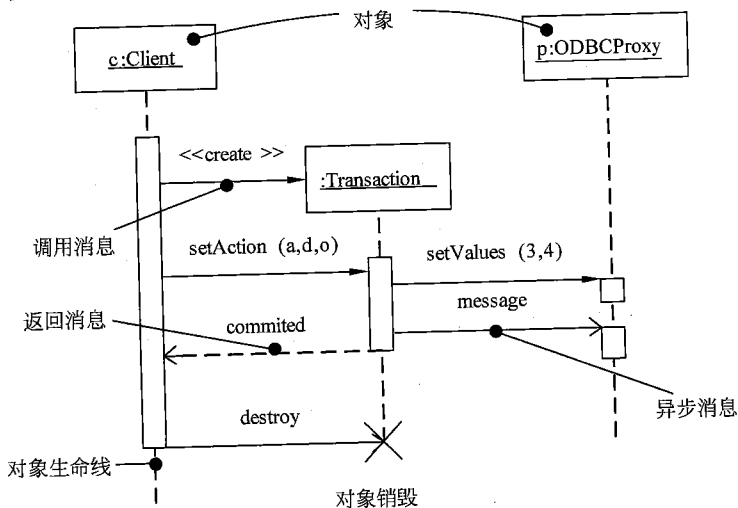 对象
c:Client
p:ODBCProxy
<<create >>
:Transaction
调用消息
setAction (a,d,o)
setValues (3,4)
返回消息
commited
message
异步消息
destroy
对象生命线
对象销毁